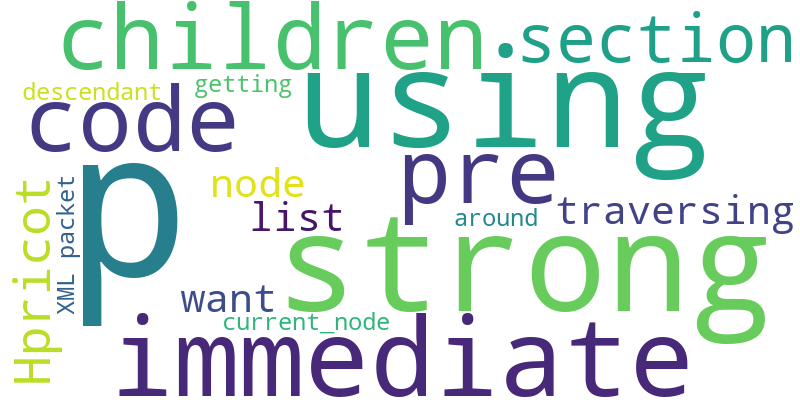 children
section
using
descendant
getting
code
pre
p
node
traversing
list
around
Hpricot
XML packet
strong
want
current_node
immediate